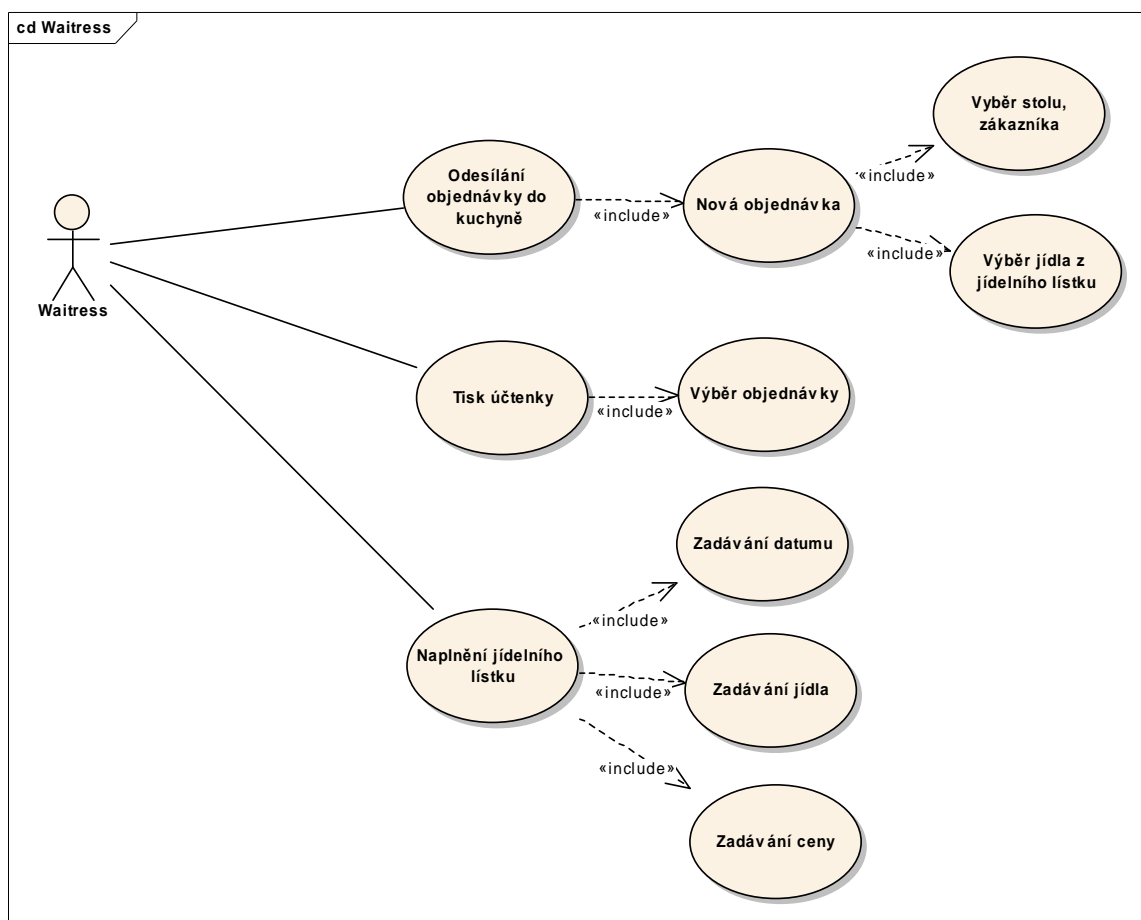 cd Waitress
Waitress
Odesílání
objednávky do
kuchyně
«include»
Nová objednávka
«include»
Vyběr stolu,
zákazníka
«include»
Výběr jídla z
jídelního lístku
Tisk účtenky
«include»
Výběr objednávky
Naplnění jídelního
lístku
«include»
Zadávání datumu
«include»
Zadávání jídla
«include»
Zadávání ceny